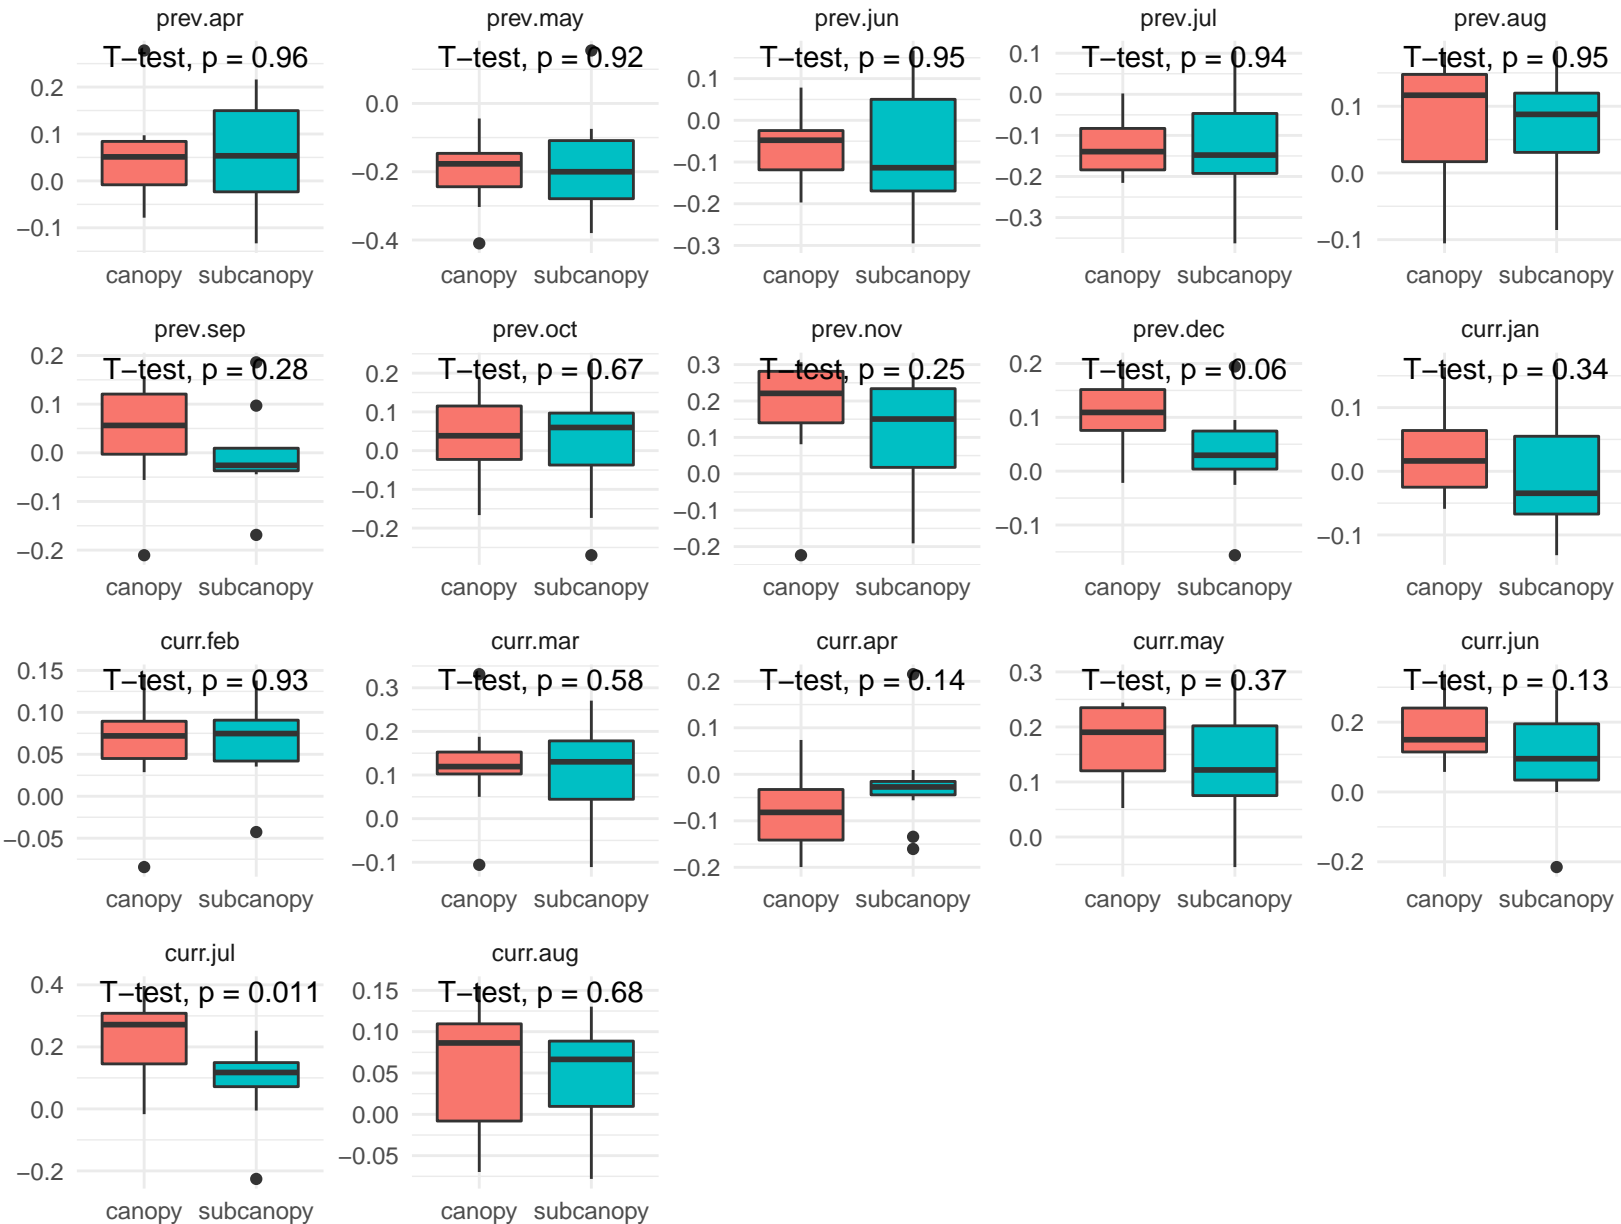 prev.apr prev.may prev.jun prev.jul prev.aug
T−test, p = 0.96 T−test, p = 0.92 T−test, p = 0.95 T−test, p = 0.94 T−test, p = 0.95
0.2 0.1 0.0 −0.1
0.0 −0.2 −0.4
0.1 0.0 −0.1 −0.2 −0.3
0.1 0.0 −0.1 −0.2 −0.3
0.1 0.0 −0.1
canopy subcanopy canopy subcanopy canopy subcanopy canopy subcanopy canopy subcanopy
prev.sep prev.oct prev.nov prev.dec curr.jan
T−test, p = 0.28 T−test, p = 0.67 T−test, p = 0.25 T−test, p = 0.06 T−test, p = 0.34
0.2 0.1 0.0 −0.1 −0.2
0.2 0.1 0.0 −0.1 −0.2
0.3 0.2 0.1 0.0 −0.1 −0.2
0.2 0.1 0.0 −0.1
0.1 0.0 −0.1
canopy subcanopy canopy subcanopy canopy subcanopy canopy subcanopy canopy subcanopy
curr.feb curr.mar curr.apr curr.may curr.jun
T−test, p = 0.93 T−test, p = 0.58 T−test, p = 0.14 T−test, p = 0.37 T−test, p = 0.13
0.15 0.10 0.05 0.00 −0.05
0.3 0.2 0.1 0.0 −0.1
0.2 0.1 0.0 −0.1 −0.2
0.3 0.2 0.1 0.0
0.2 0.0 −0.2
canopy subcanopy canopy subcanopy canopy subcanopy canopy subcanopy canopy subcanopy
curr.jul curr.aug
T−test, p = 0.011 T−test, p = 0.68
0.4 0.2 0.0 −0.2
0.15 0.10 0.05 0.00 −0.05
canopy subcanopy canopy subcanopy